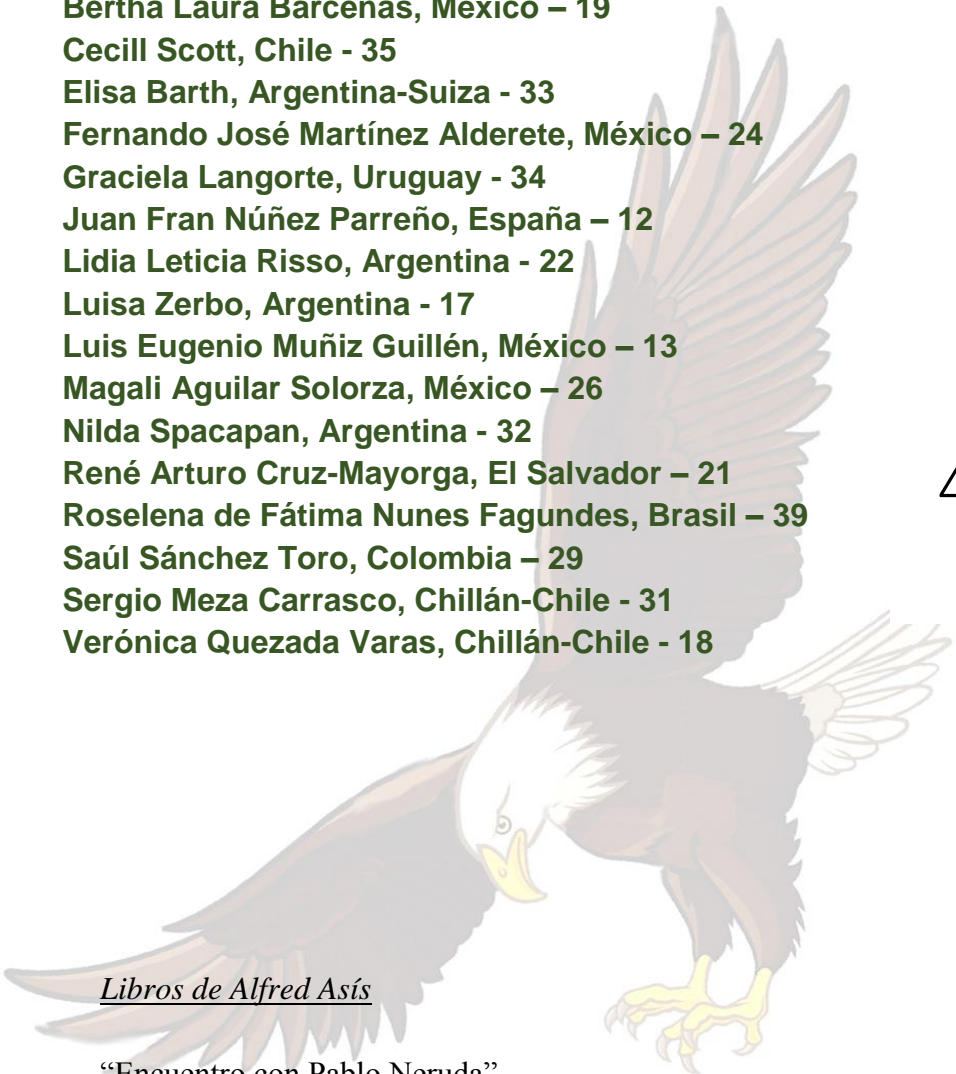 Bertha Laura Bárcenas, México – 19
Cecill Scott, Chile - 35
Elisa Barth, Argentina-Suiza - 33
Fernando José Martínez Alderete, México – 24
Graciela Langorte, Uruguay - 34
Juan Fran Núñez Parreño, España – 12
Lidia Leticia Risso, Argentina - 22
Luisa Zerbo, Argentina - 17
Luis Eugenio Muñiz Guillén, México – 13
Magali Aguilar Solorza, México – 26
Nilda Spacapan, Argentina - 32
René Arturo Cruz-Mayorga, El Salvador – 21
Roselena de Fátima Nunes Fagundes, Brasil – 39
Saúl Sánchez Toro, Colombia – 29
Sergio Meza Carrasco, Chillán-Chile - 31
Verónica Quezada Varas, Chillán-Chile - 18
Libros de Alfred Asís
“Encuentro con Pablo Neruda”